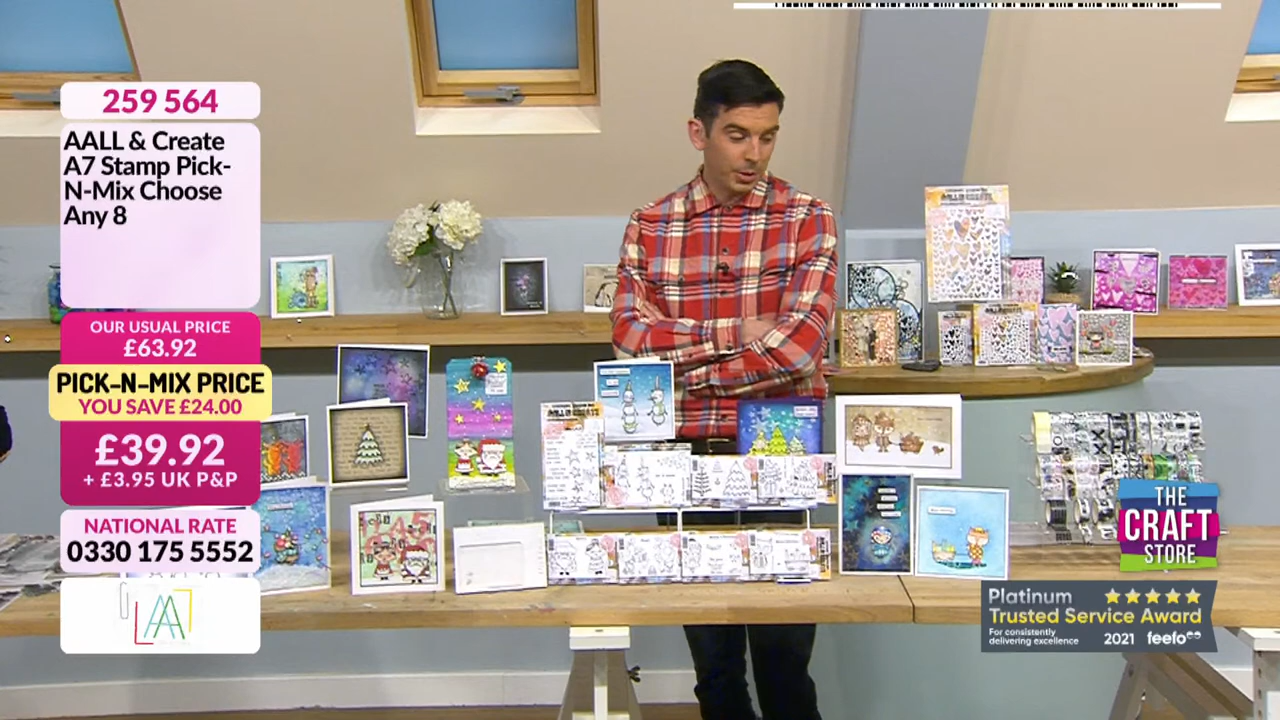 259 564
AALL & Create
A7 Stamp Pick-
N-Mix Choose
Any 8
OUR USUAL PRICE
£63.92
PICK-N-MIX PRICE
YOU SAVE £24.00
£39.92
+ £3.95 UK P&P
NATIONAL RATE
0330 175 5552
THE
CRAFT
STORE
Platinum
Trusted Service Award
For consistently
delivering excellence
2021 feefo